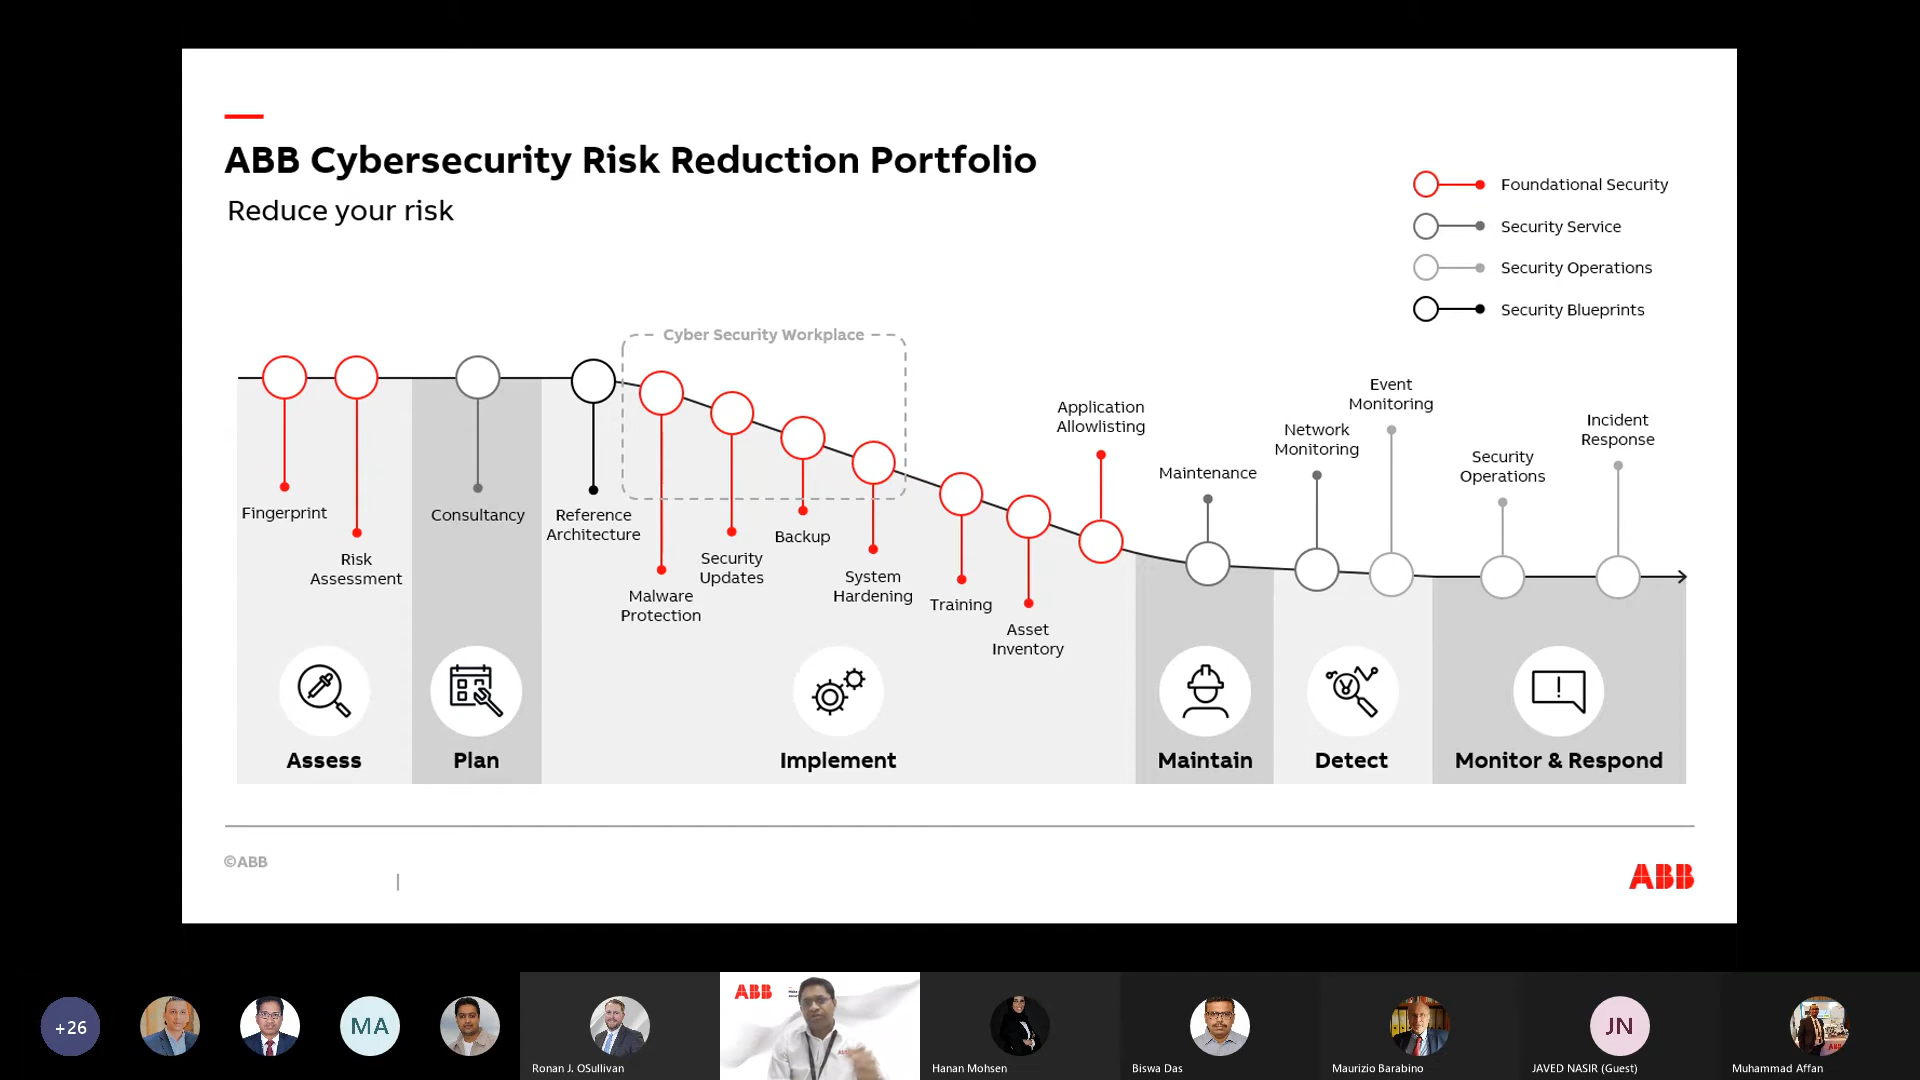 ABB Cybersecurity Risk Reduction Portfolio
Reduce your risk
Foundational Security
Security Service
Security Operations
Security Blueprints
Cyber Security Workplace
Fingerprint
Risk
Assessment
Consultancy
Reference
Architecture
Malware
Protection
Security
Updates
Backup
System
Hardening
Training
Asset
Inventory
Application
Allowlisting
Maintenance
Network
Monitoring
Event
Monitoring
Security
Operations
Incident
Response
Assess
Plan
Implement
Maintain
Detect
Monitor & Respond
©ABB
ABB
+26
MA
Ronan J. OSullivan
ABB
Hanan Mohsen
Biswa Das
Maurizio Barabino
JN
JAVED NASIR (Guest)
Muhammad Affan